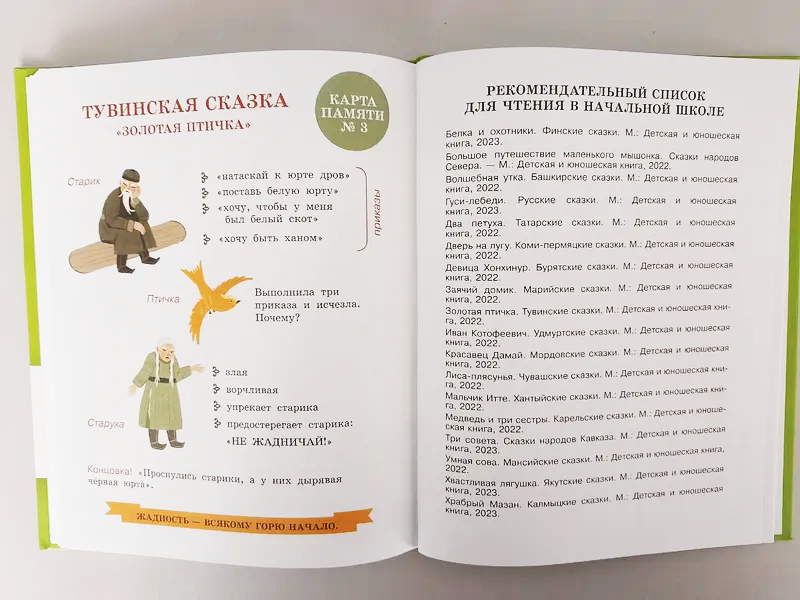 ТУВИНСКАЯ СКАЗКА
«ЗОЛОТАЯ ПТИЧКА»
КАРТА
ПАМЯТИ
№ 3
Старик
«натаскай к юрте дров»
«поставь белую юрту»
«хочу, чтобы у меня
был белый скот»
«хочу быть ханом»
приказы
Птичка
Выполнила три
приказа и исчезла.
Почему?
Старуха
злая
ворчливая
упрекает старика
предостерегает старика:
«НЕ ЖАДНИЧАЙ!»
Концовка! «Проснулись старики, а у них дырявая
чёрная юрта».
ЖАДНОСТЬ — ВСЯКОМУ ГОРЮ НАЧАЛО.
РЕКОМЕНДАТЕЛЬНЫЙ СПИСОК
ДЛЯ ЧТЕНИЯ В НАЧАЛЬНОЙ ШКОЛЕ
Белка и охотники. Финские сказки. М.: Детская и юношеская
книга, 2023.
Большое путешествие маленького мышонка. Сказки народов
Севера. — М.: Детская и юношеская книга, 2022.
Волшебная утка. Башкирские сказки. М.: Детская и юношеская
книга, 2022.
Гуси-лебеди. Русские сказки. М.: Детская и юношеская
книга, 2023.
Два петуха. Татарские сказки. М.: Детская и юношеская
книга, 2022.
Дверь на лугу. Коми-пермяцкие сказки. М.: Детская и юношеская
книга, 2022.
Девица Хонхинур. Бурятские сказки. М.: Детская и юношеская
книга, 2022.
Заячий домик. Марийские сказки. М.: Детская и юношеская
книга, 2022.
Золотая птичка. Тувинские сказки. М.: Детская и юношеская кни-
га, 2022.
Иван Котофеевич. Удмуртские сказки. М.: Детская и юношеская
книга, 2022.
Красавец Дамай. Мордовские сказки. М.: Детская и юношеская
книга, 2022.
Лиса-плясунья. Чувашские сказки. М.: Детская и юношеская кни-
га, 2022.
Мальчик Итте. Хантыйские сказки. М.: Детская и юношеская кни-
га, 2022.
Медведь и три сестры. Карельские сказки. М.: Детская и юноше-
ская книга, 2022.
Три совета. Сказки народов Кавказа. М.: Детская и юношеская
книга, 2023.
Умная сова. Мансийские сказки. М.: Детская и юношеская книга,
2022.
Хвастливая лягушка. Якутские сказки. М.: Детская и юношеская
книга, 2023.
Храбрый Мазан. Калмыцкие сказки. М.: Детская и юношеская
книга, 2023.